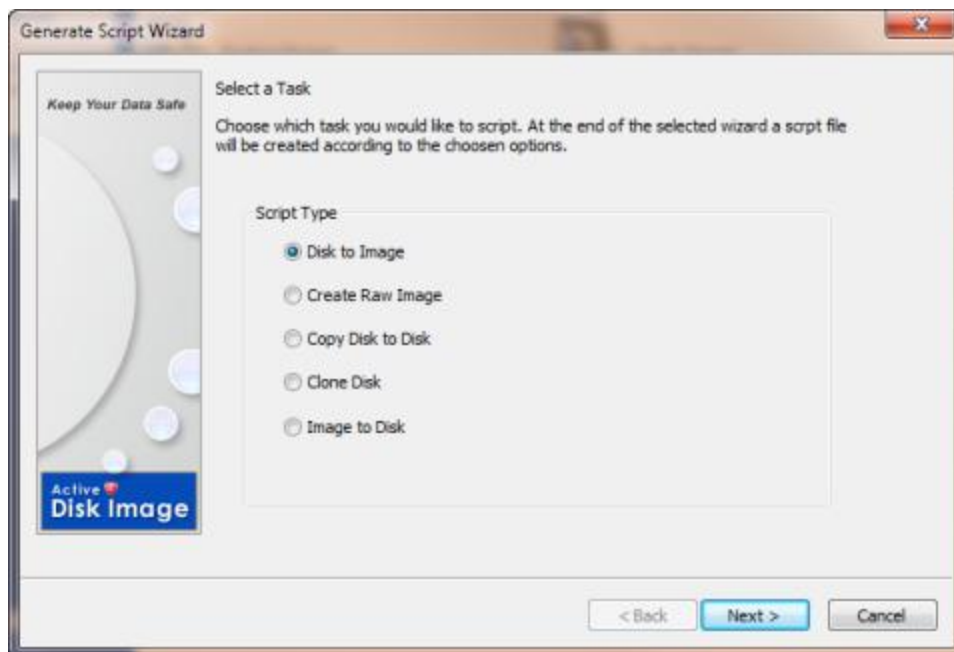 Generate Script Wizard
Keep Your Data Safe
Select a Task
Choose which task you would like to script. At the end of the selected wizard a scrpt file
will be created according to the choosen options.
Script Type
Disk to Image
Create Raw Image
Copy Disk to Disk
Clone Disk
Image to Disk
Active
Disk Image
< Back
Next >
Cancel